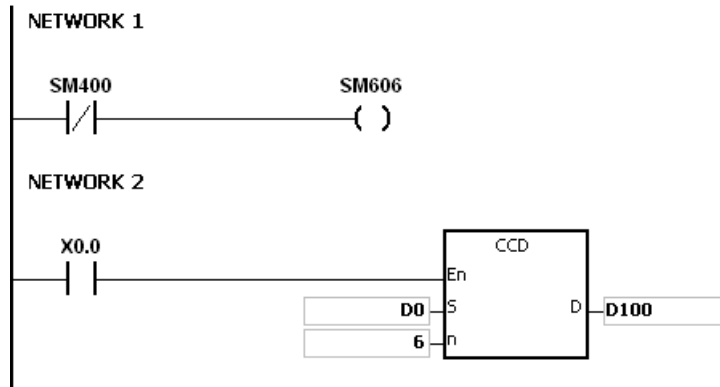 NETWORK 1
SM400 SM606
NETWORK 2
X0.0
CCD
En
D0 S D D100
6 n